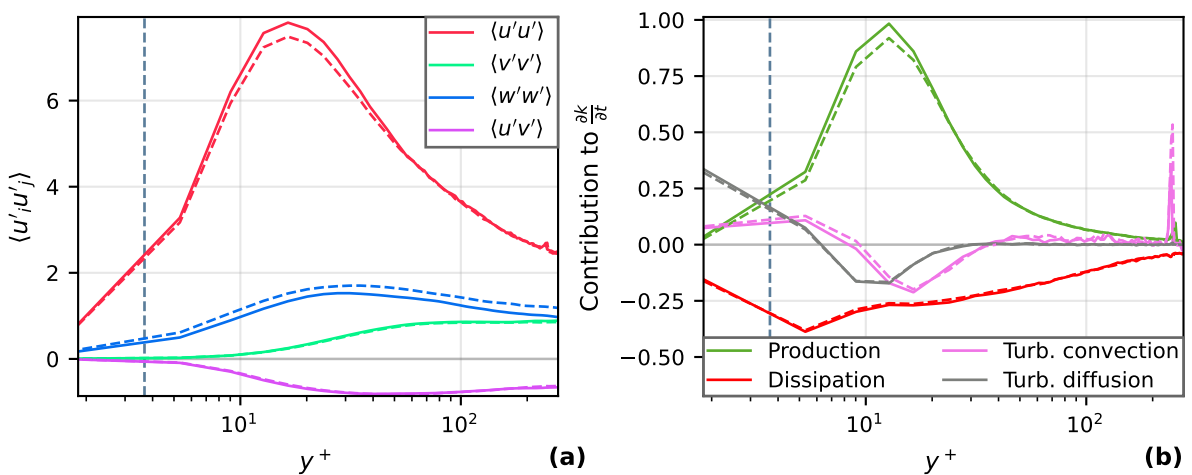 ⟨u'ᵢu'ⱼ⟩
6
4
2
0
⟨u'u'⟩
⟨v'v'⟩
⟨w'w'⟩
⟨u'v'⟩
10¹
10²
y⁺
(a)
Contribution to ∂k/∂t
1.00
0.75
0.50
0.25
0.00
−0.25
−0.50
Production
Dissipation
Turb. convection
Turb. diffusion
10¹
10²
y⁺
(b)